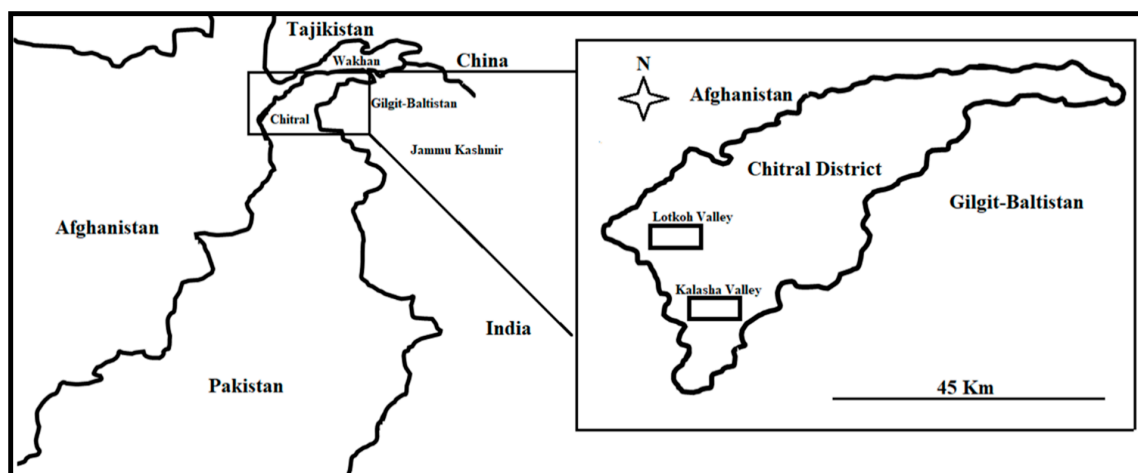 Tajikistan
Wakhan
China
Gilgit-Baltistan
Chitral
Jammu Kashmir
Afghanistan
India
Pakistan
N
Afghanistan
Chitral District
Gilgit-Baltistan
Lotkoh Valley
Kalasha Valley
45 Km